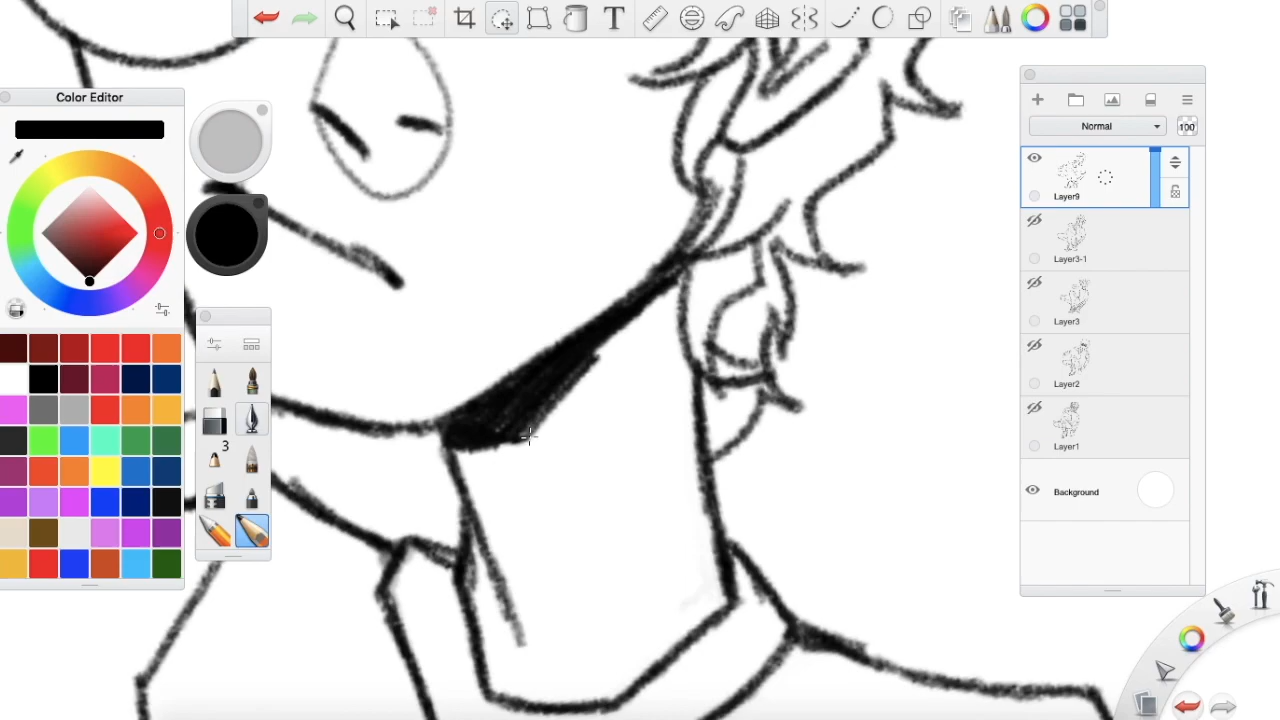 T
Color Editor
Normal
100
Layer9
Layer3-1
Layer3
Layer2
Layer1
Background
3